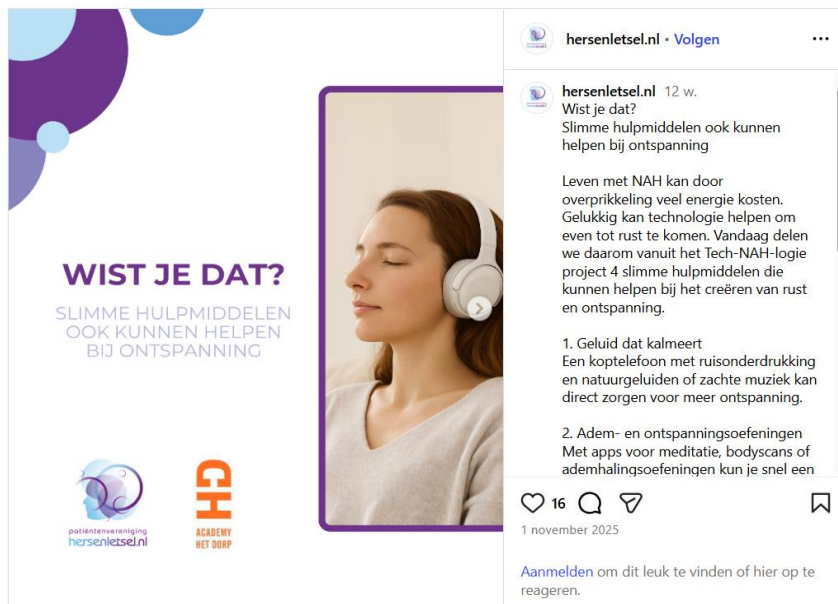 WIST JE DAT?
SLIMME HULPMIDDELEN
OOK KUNNEN HELPEN
BIJ ONTSPANNING
patiëntenvereniging
hersenletsel.nl
CH
ACADEMY
HET DORP
hersenletsel.nl • Volgen
hersenletsel.nl 12 w.
Wist je dat?
Slimme hulpmiddelen ook kunnen
helpen bij ontspanning
Leven met NAH kan door
overprikkeling veel energie kosten.
Gelukkig kan technologie helpen om
even tot rust te komen. Vandaag delen
we daarom vanuit het Tech-NAH-logie
project 4 slimme hulpmiddelen die
kunnen helpen bij het creëren van rust
en ontspanning.
1. Geluid dat kalmeert
Een koptelefoon met ruisonderdrukking
en natuurgeluiden of zachte muziek kan
direct zorgen voor meer ontspanning.
2. Adem- en ontspanningsoefeningen
Met apps voor meditatie, bodyscans of
ademhalingsoefeningen kun je snel een
16
1 november 2025
Aanmelden om dit leuk te vinden of hier op te
reageren.